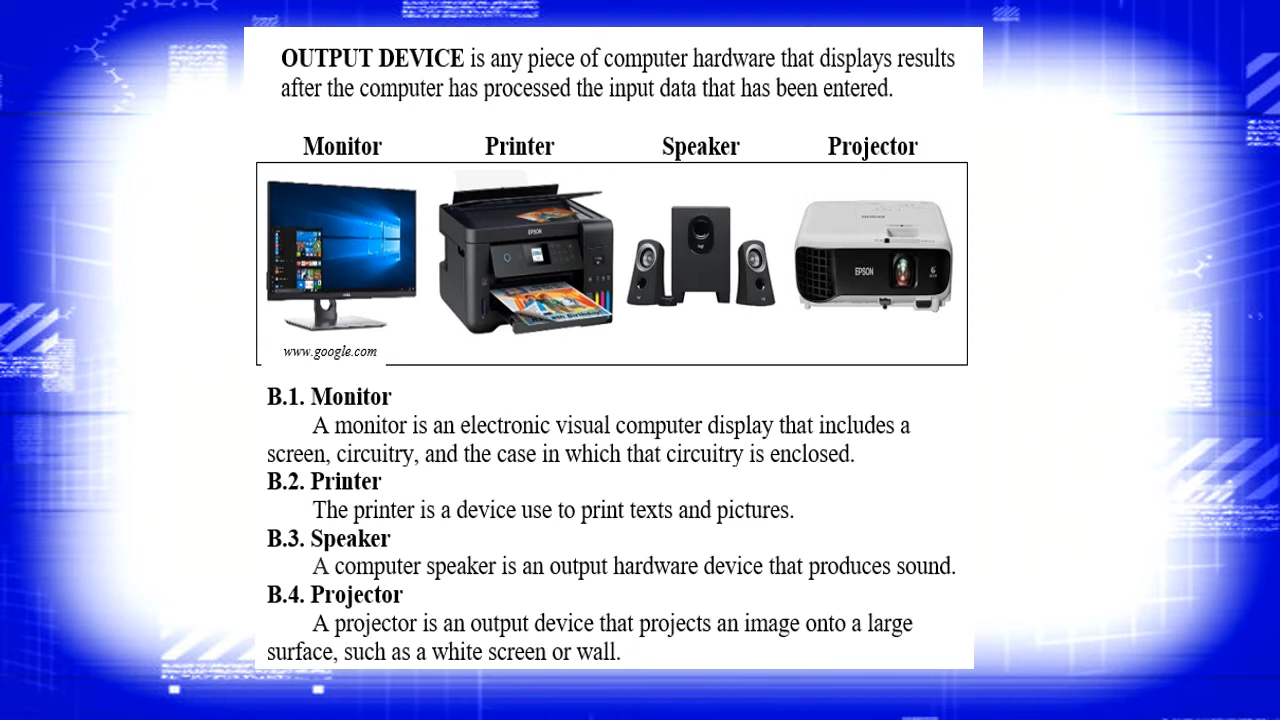 OUTPUT DEVICE is any piece of computer hardware that displays results
after the computer has processed the input data that has been entered.
Monitor Printer Speaker Projector
EPSON
EPSON
www.google.com
B.1. Monitor
A monitor is an electronic visual computer display that includes a
screen, circuitry, and the case in which that circuitry is enclosed.
B.2. Printer
The printer is a device use to print texts and pictures.
B.3. Speaker
A computer speaker is an output hardware device that produces sound.
B.4. Projector
A projector is an output device that projects an image onto a large
surface, such as a white screen or wall.